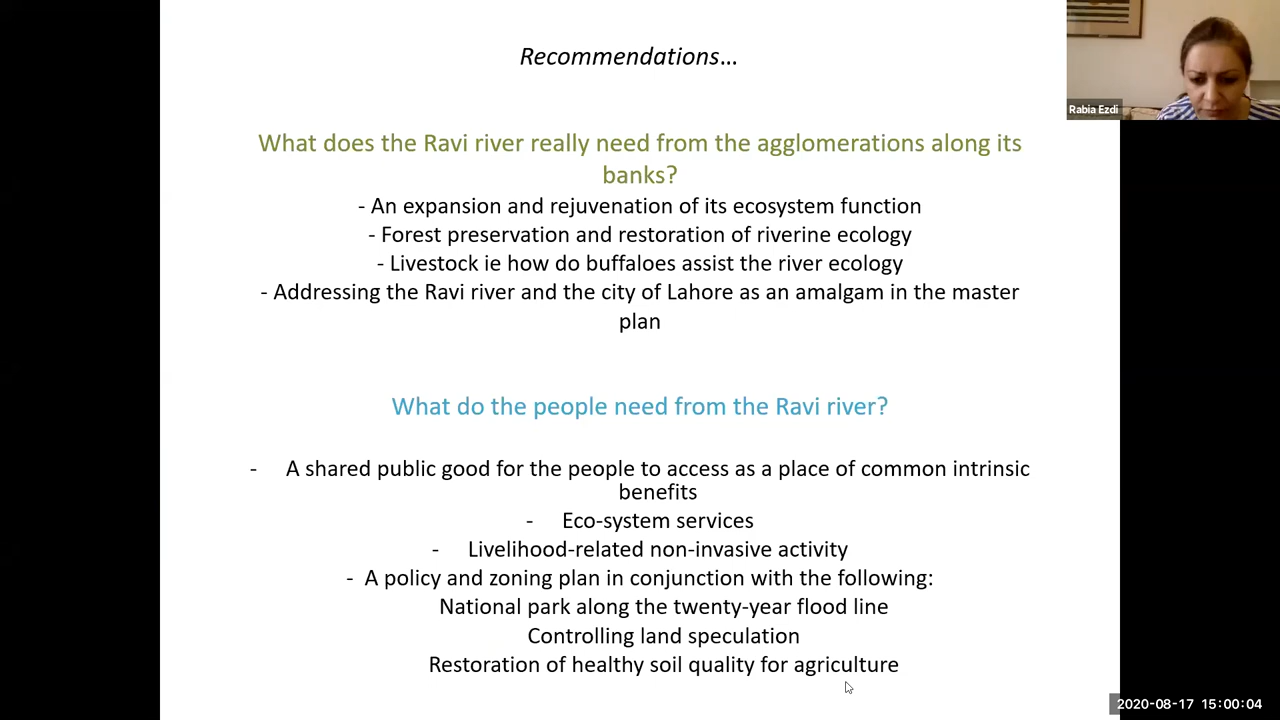 Recommendations…
Rabia Ezdi
What does the Ravi river really need from the agglomerations along its
banks?
- An expansion and rejuvenation of its ecosystem function
- Forest preservation and restoration of riverine ecology
- Livestock ie how do buffaloes assist the river ecology
- Addressing the Ravi river and the city of Lahore as an amalgam in the master
plan
What do the people need from the Ravi river?
- A shared public good for the people to access as a place of common intrinsic
benefits
- Eco-system services
- Livelihood-related non-invasive activity
- A policy and zoning plan in conjunction with the following:
National park along the twenty-year flood line
Controlling land speculation
Restoration of healthy soil quality for agriculture
2020-08-17 15:00:04